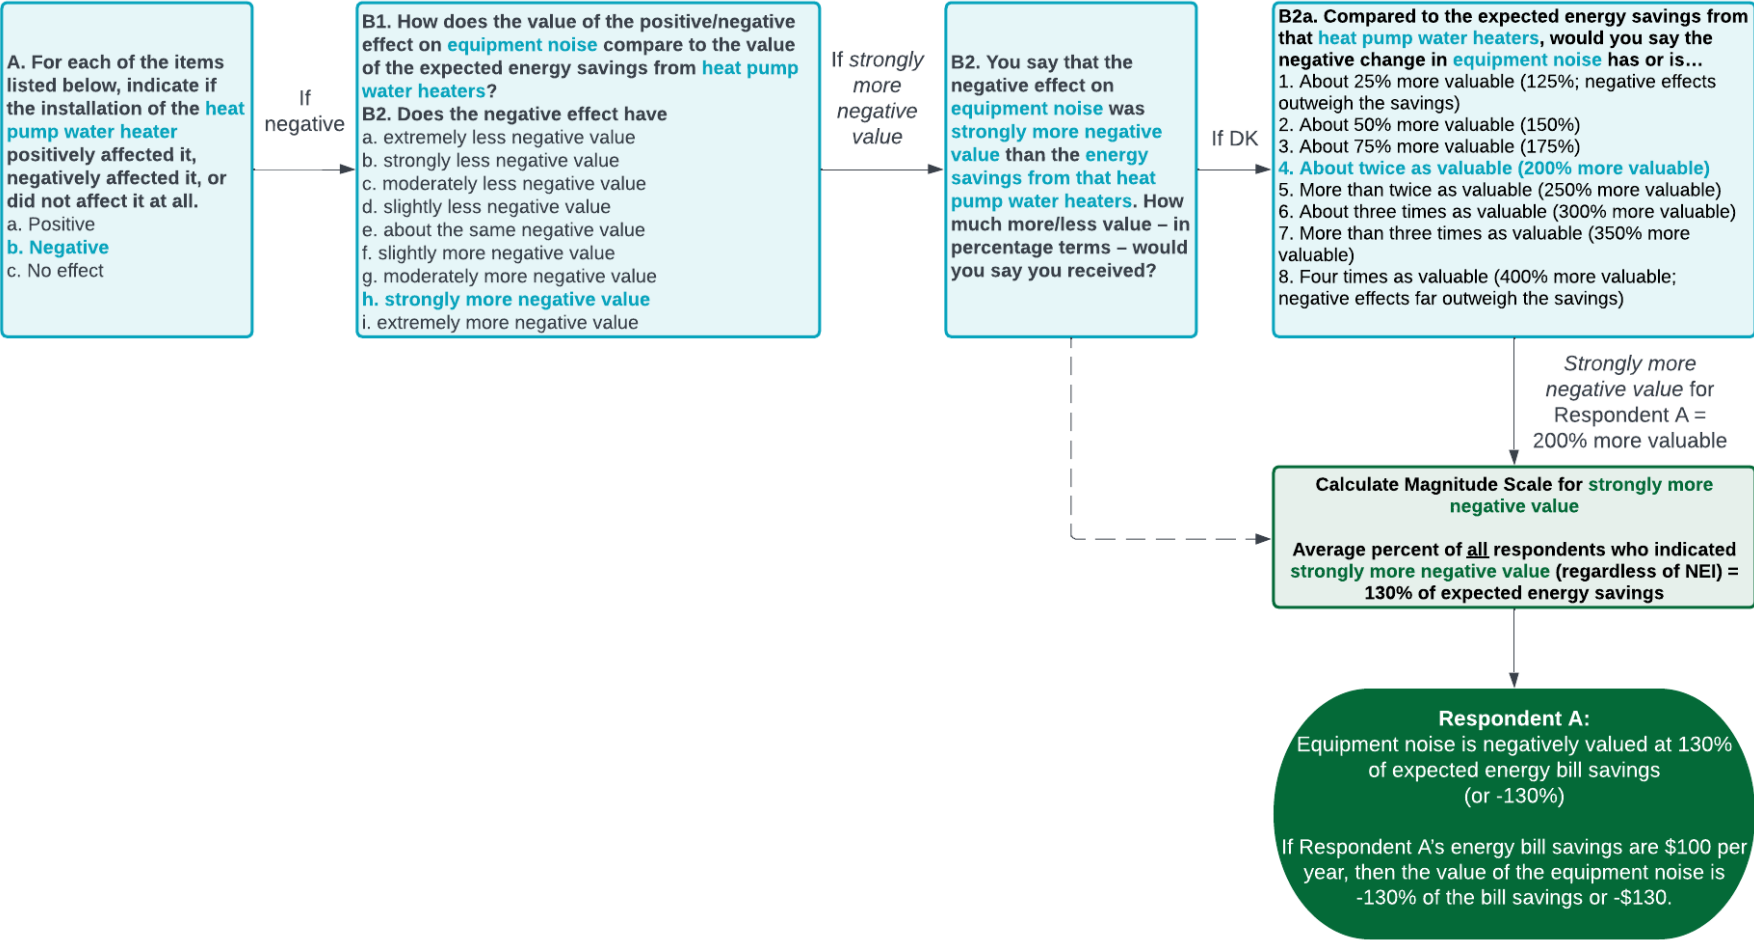 A. For each of the items
listed below, indicate if
the installation of the heat
pump water heater
positively affected it,
negatively affected it, or
did not affect it at all.
a. Positive
b. Negative
c. No effect
If
negative
B1. How does the value of the positive/negative
effect on equipment noise compare to the value
of the expected energy savings from heat pump
water heaters?
B2. Does the negative effect have
a. extremely less negative value
b. strongly less negative value
c. moderately less negative value
d. slightly less negative value
e. about the same negative value
f. slightly more negative value
g. moderately more negative value
h. strongly more negative value
i. extremely more negative value
If strongly
more
negative
value
B2. You say that the
negative effect on
equipment noise was
strongly more negative
value than the energy
savings from that heat
pump water heaters. How
much more/less value – in
percentage terms – would
you say you received?
If DK
B2a. Compared to the expected energy savings from
that heat pump water heaters, would you say the
negative change in equipment noise has or is…
1. About 25% more valuable (125%; negative effects
outweigh the savings)
2. About 50% more valuable (150%)
3. About 75% more valuable (175%)
4. About twice as valuable (200% more valuable)
5. More than twice as valuable (250% more valuable)
6. About three times as valuable (300% more valuable)
7. More than three times as valuable (350% more
valuable)
8. Four times as valuable (400% more valuable;
negative effects far outweigh the savings)
Strongly more
negative value for
Respondent A =
200% more valuable
Calculate Magnitude Scale for strongly more
negative value
Average percent of all respondents who indicated
strongly more negative value (regardless of NEI) =
130% of expected energy savings
Respondent A:
Equipment noise is negatively valued at 130%
of expected energy bill savings
(or -130%)
If Respondent A’s energy bill savings are $100 per
year, then the value of the equipment noise is
-130% of the bill savings or -$130.